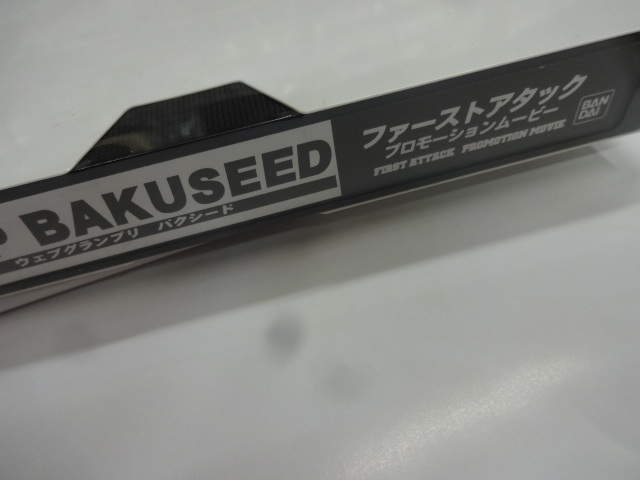 P BAKUSEED
ウェブグランプリ バクシード
ファーストアタック
プロモーションムービー
FIRST ATTACK PROMOTION MOVIE
BAN
DAI